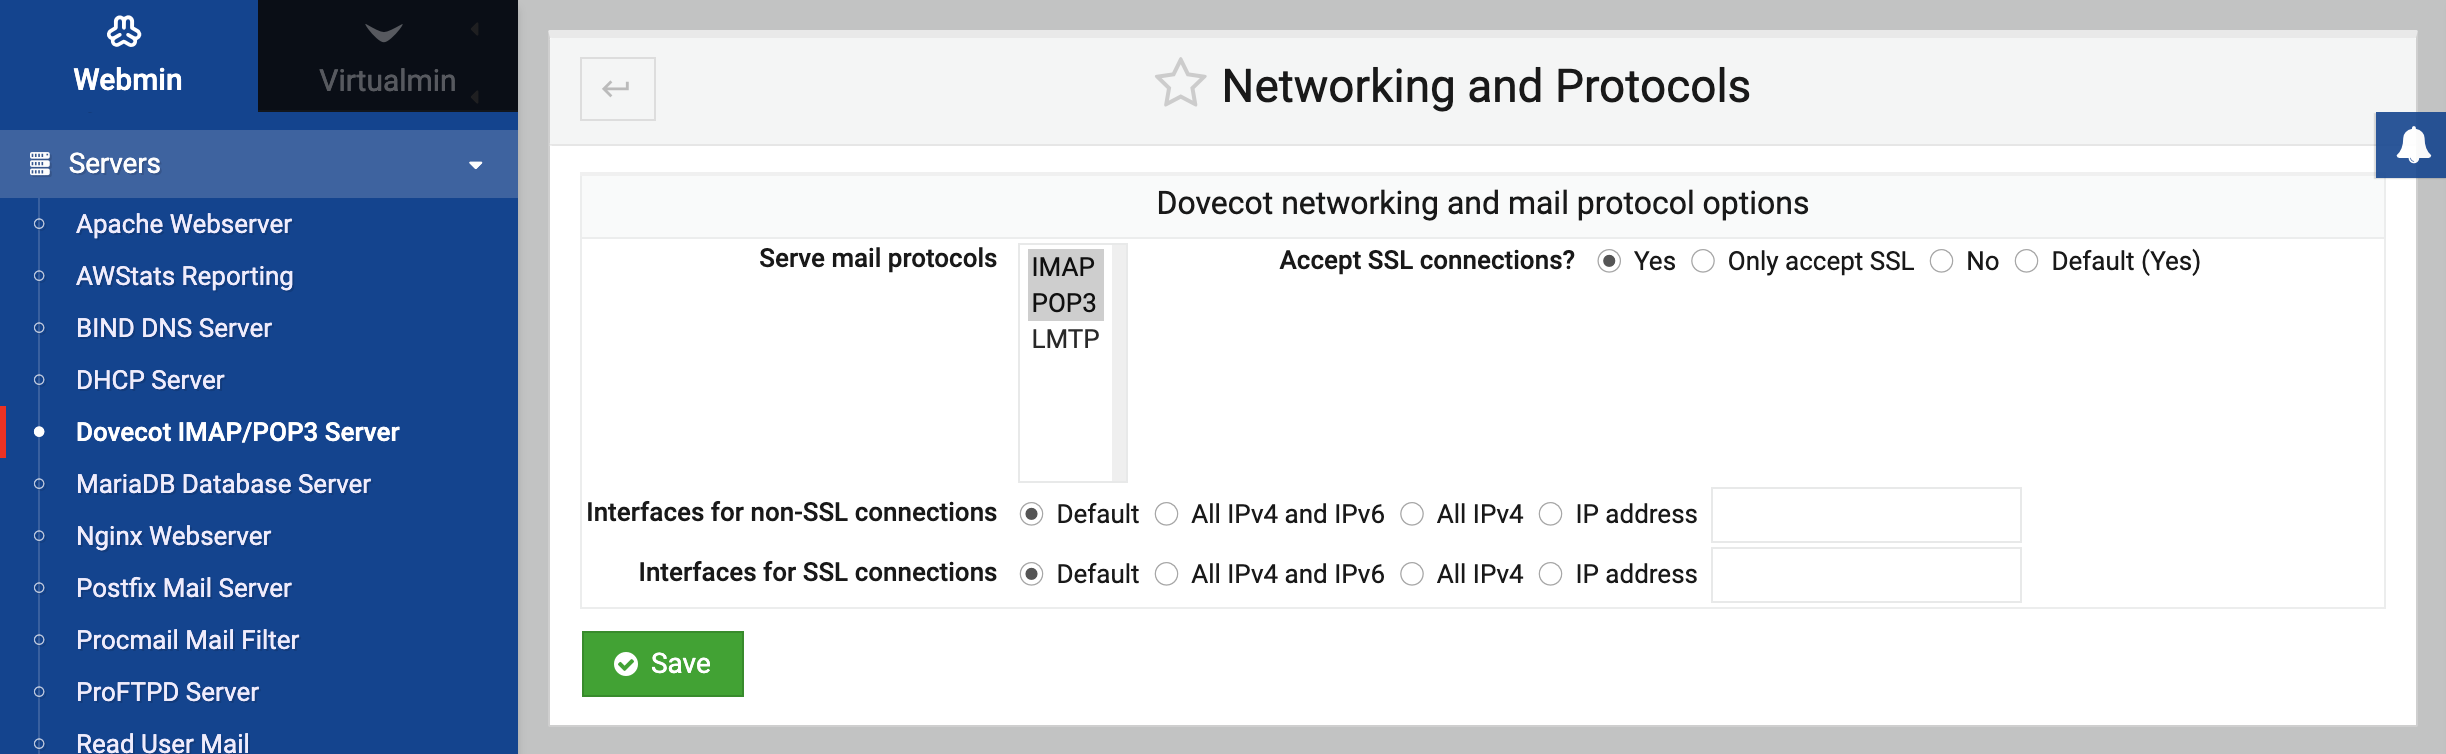 Webmin
Virtualmin
Servers
Apache Webserver
AWStats Reporting
BIND DNS Server
DHCP Server
Dovecot IMAP/POP3 Server
MariaDB Database Server
Nginx Webserver
Postfix Mail Server
Procmail Mail Filter
ProFTPD Server
Read User Mail
Networking and Protocols
Dovecot networking and mail protocol options
Serve mail protocols
IMAP
POP3
LMTP
Accept SSL connections? Yes Only accept SSL No Default (Yes)
Interfaces for non-SSL connections Default All IPv4 and IPv6 All IPv4 IP address
Interfaces for SSL connections Default All IPv4 and IPv6 All IPv4 IP address
Save